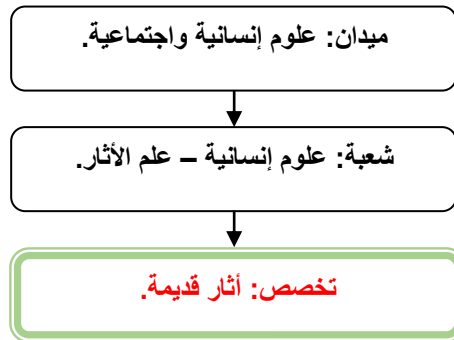 ميدان: علوم إنسانية واجتماعية.
شعبة: علوم إنسانية – علم الأثار.
تخصص: أثار قديمة.